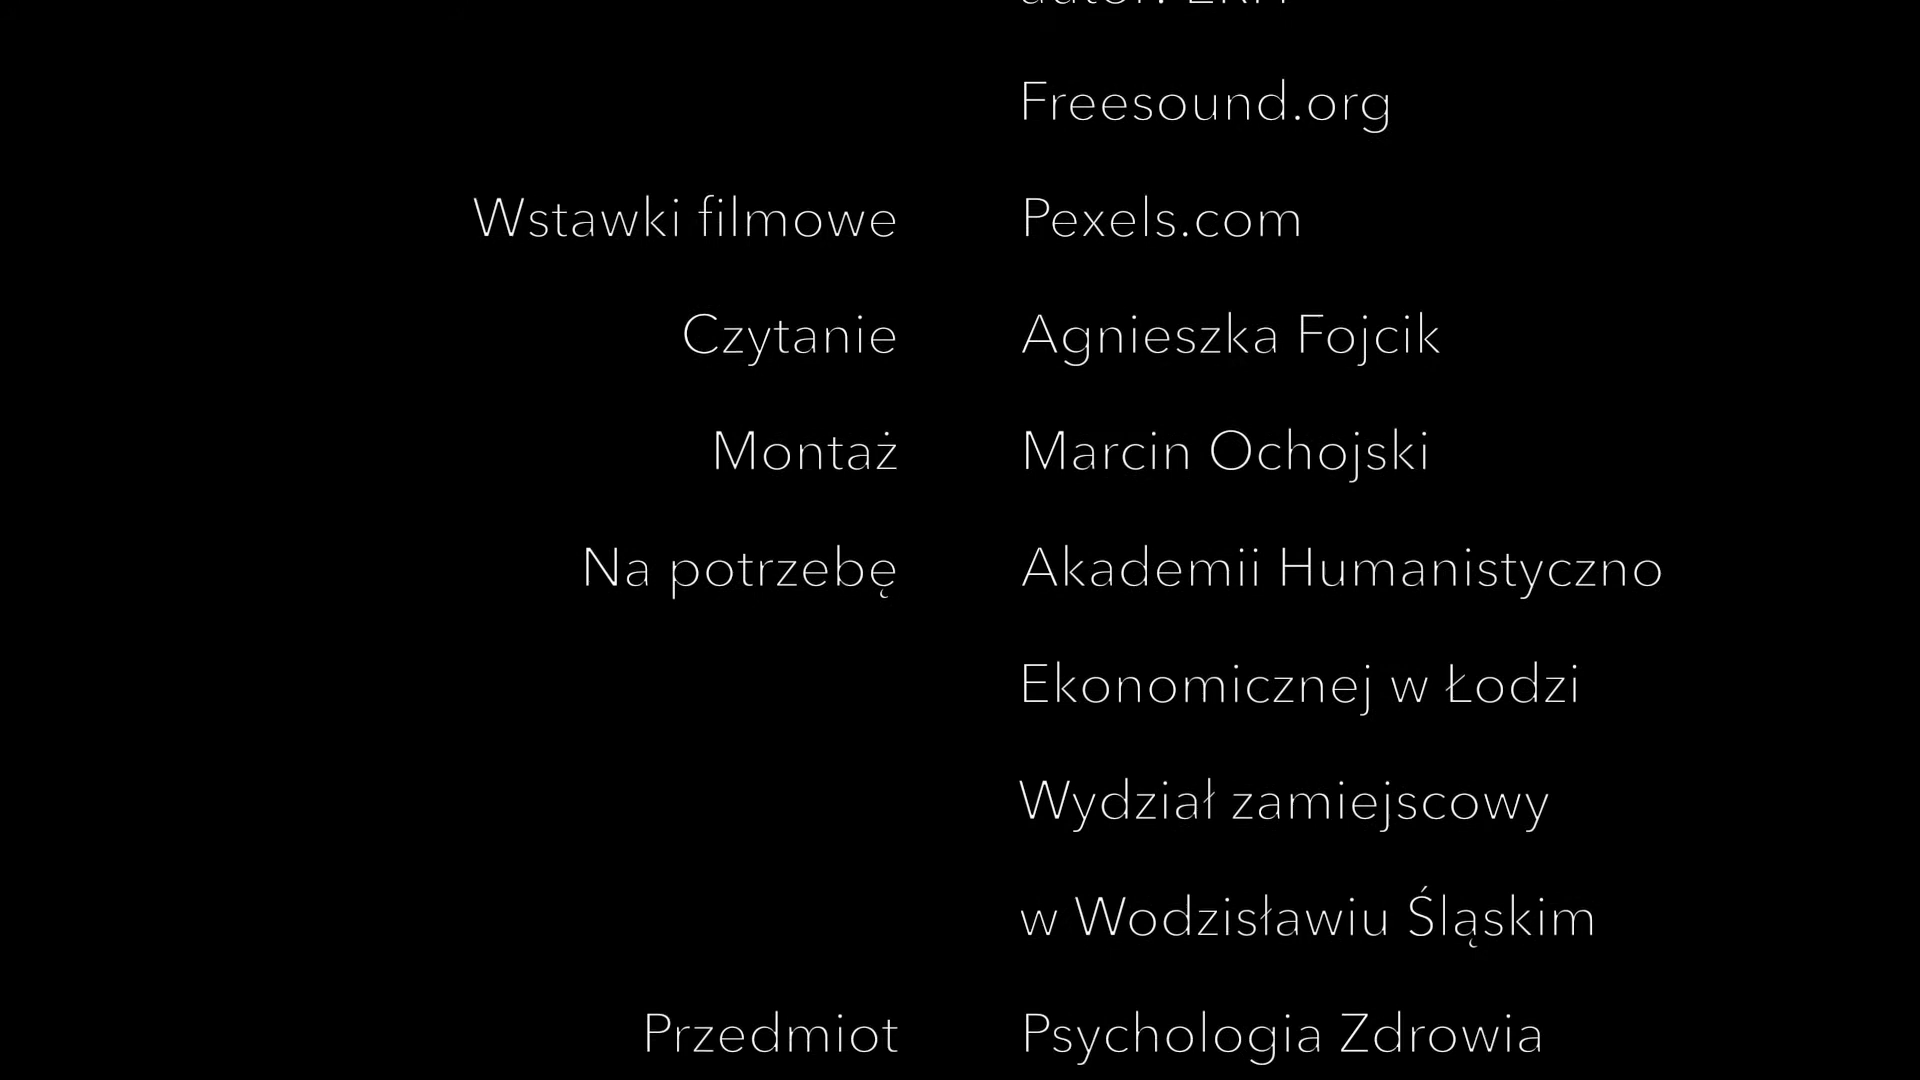 Freesound.org
Wstawki filmowe Pexels.com
Czytanie Agnieszka Fojcik
Montaż Marcin Ochojski
Na potrzebę Akademii Humanistyczno
Ekonomicznej w Łodzi
Wydział zamiejscowy
w Wodzisławiu Śląskim
Przedmiot Psychologia Zdrowia